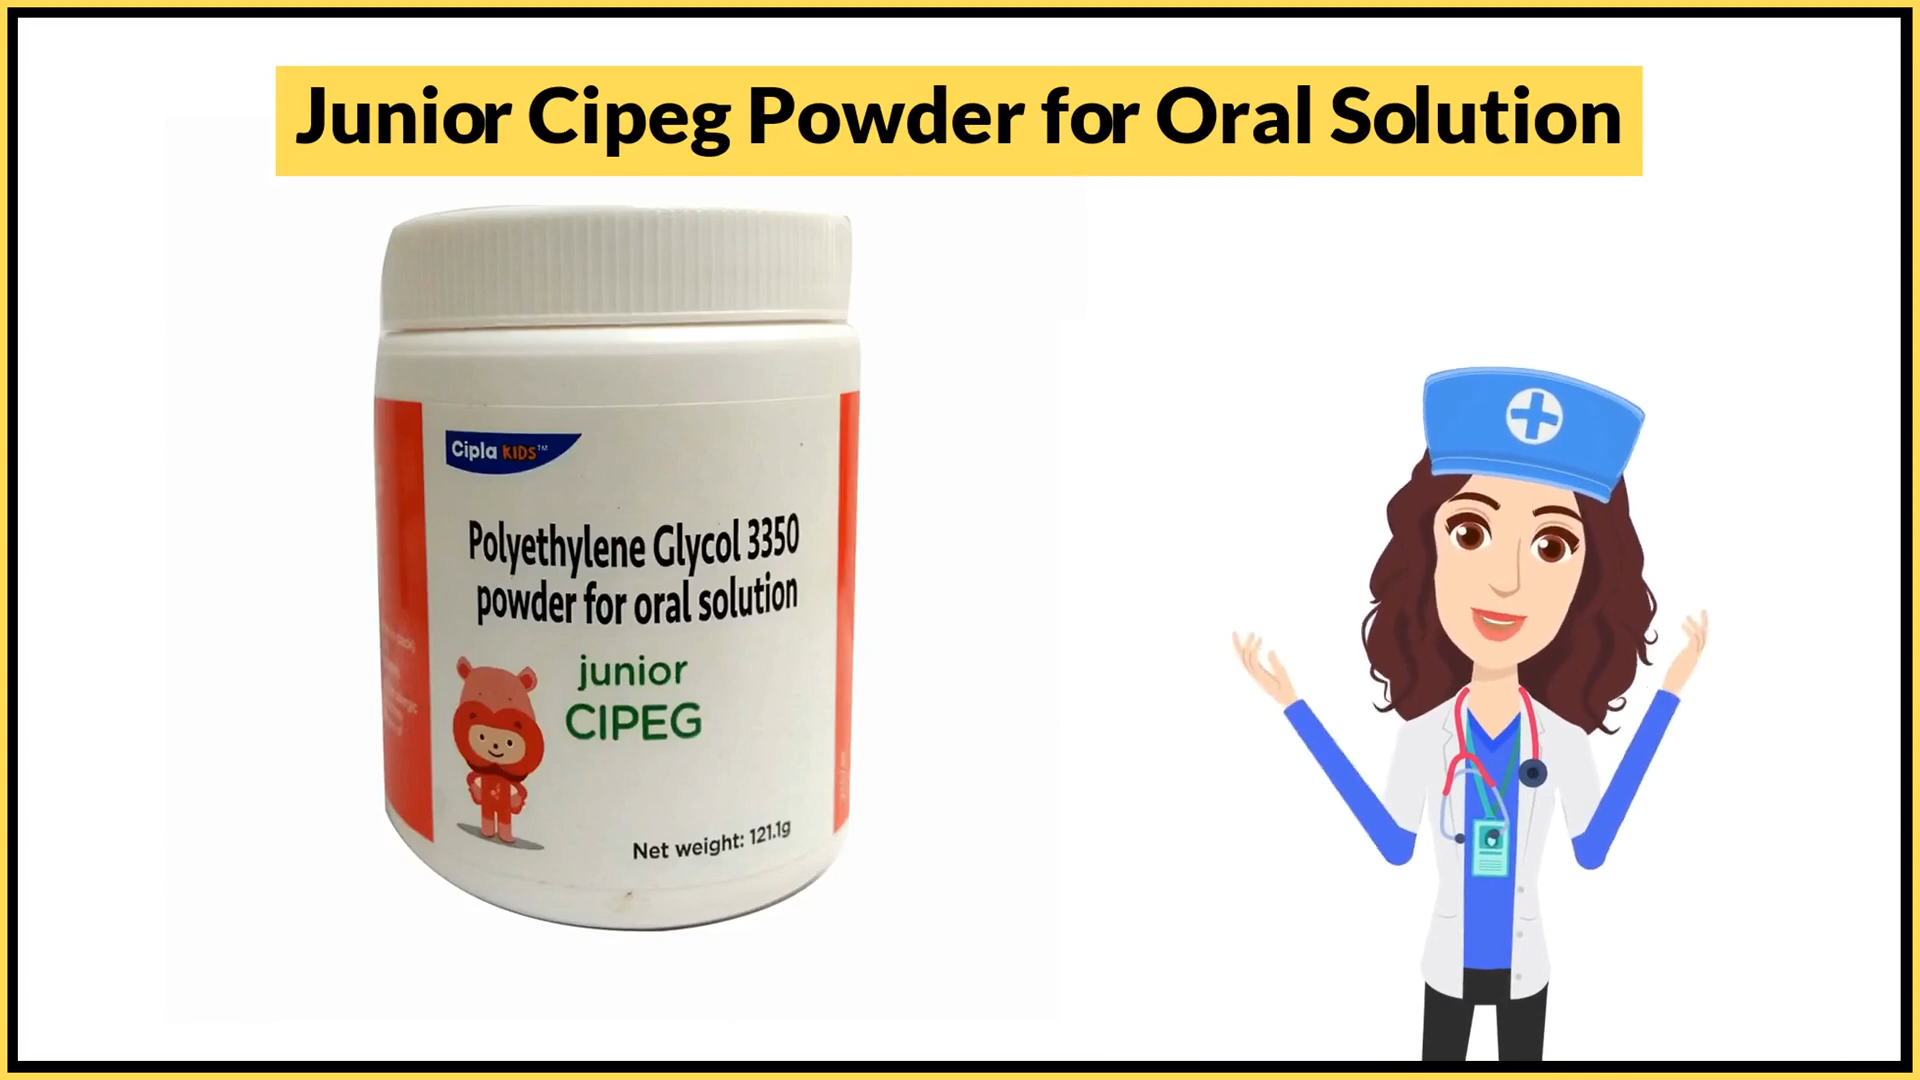 Junior Cipeg Powder for Oral Solution
Cipla KIDS™
Polyethylene Glycol 3350
powder for oral solution
junior
CIPEG
Net weight: 121.1g